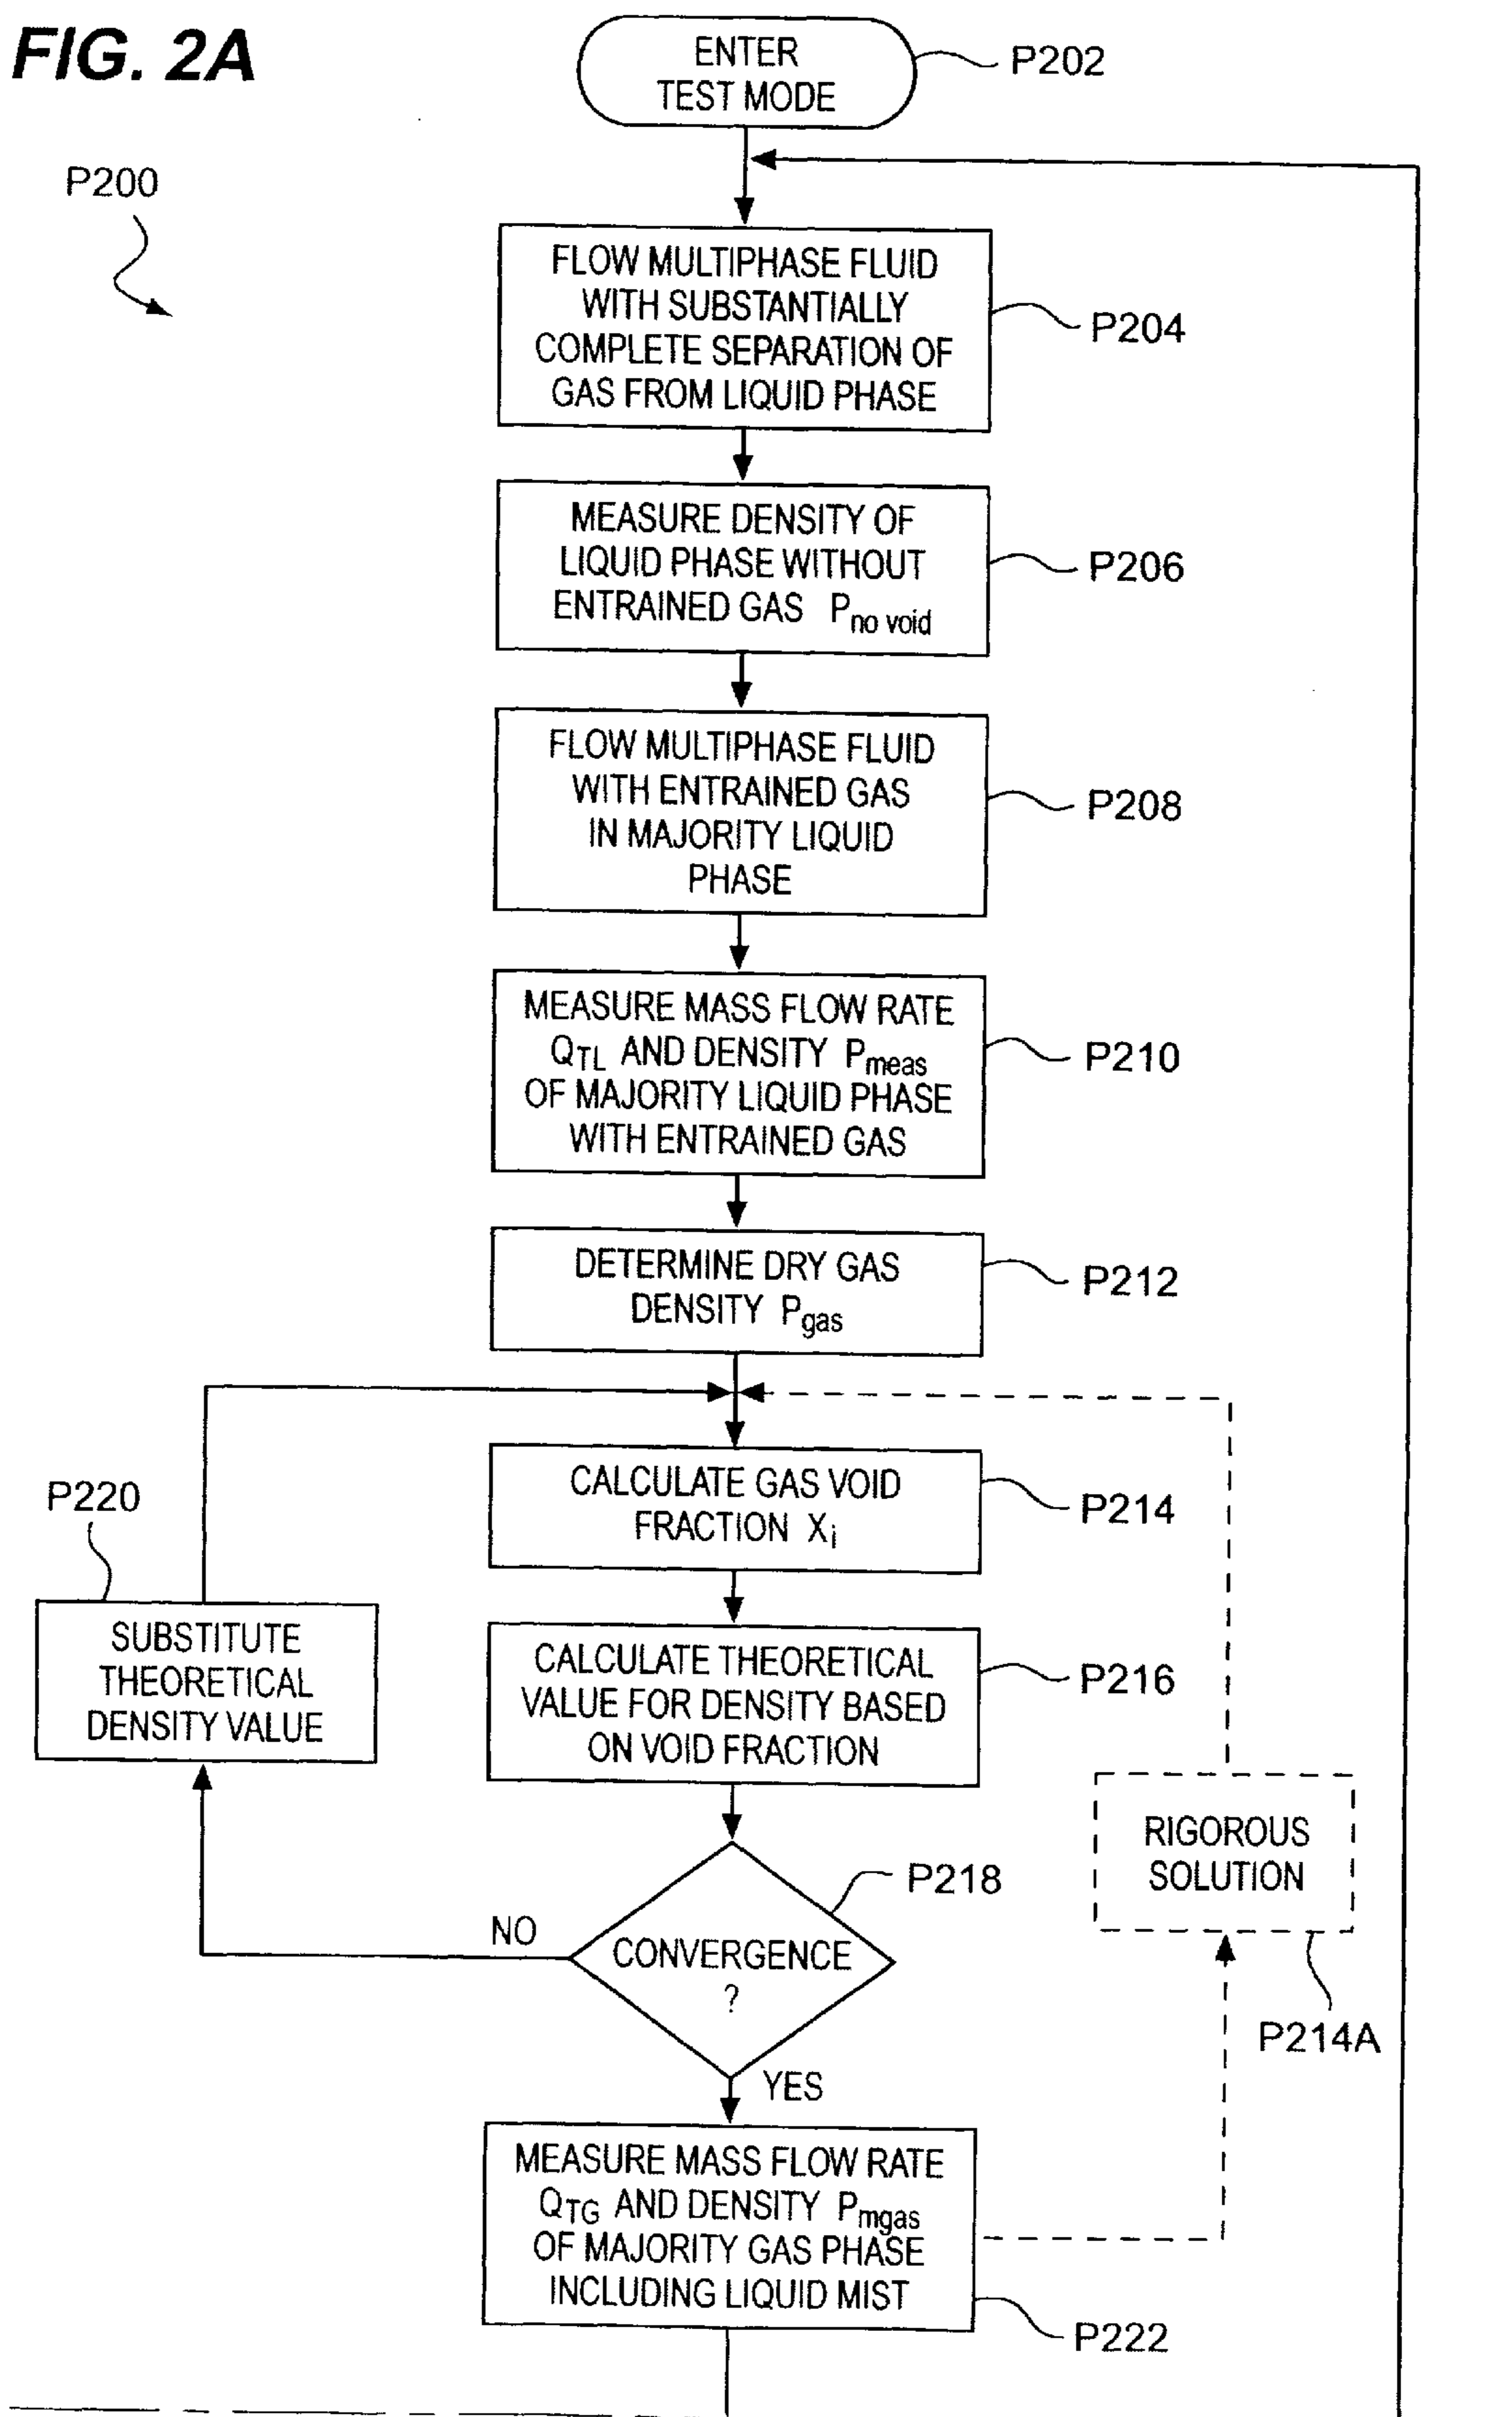 FIG. 2A
ENTER
TEST MODE
P202
P200
FLOW MULTIPHASE FLUID
WITH SUBSTANTIALLY
COMPLETE SEPARATION OF
GAS FROM LIQUID PHASE
P204
MEASURE DENSITY OF
LIQUID PHASE WITHOUT
ENTRAINED GAS P no void
P206
FLOW MULTIPHASE FLUID
WITH ENTRAINED GAS
IN MAJORITY LIQUID
PHASE
P208
MEASURE MASS FLOW RATE
QTL AND DENSITY Pmeas
OF MAJORITY LIQUID PHASE
WITH ENTRAINED GAS
P210
DETERMINE DRY GAS
DENSITY Pgas
P212
CALCULATE GAS VOID
FRACTION Xi
P214
P220
SUBSTITUTE
THEORETICAL
DENSITY VALUE
CALCULATE THEORETICAL
VALUE FOR DENSITY BASED
ON VOID FRACTION
P216
RIGOROUS
SOLUTION
P214A
P218
NO
CONVERGENCE
?
YES
MEASURE MASS FLOW RATE
QTG AND DENSITY Pmgas
OF MAJORITY GAS PHASE
INCLUDING LIQUID MIST
P222